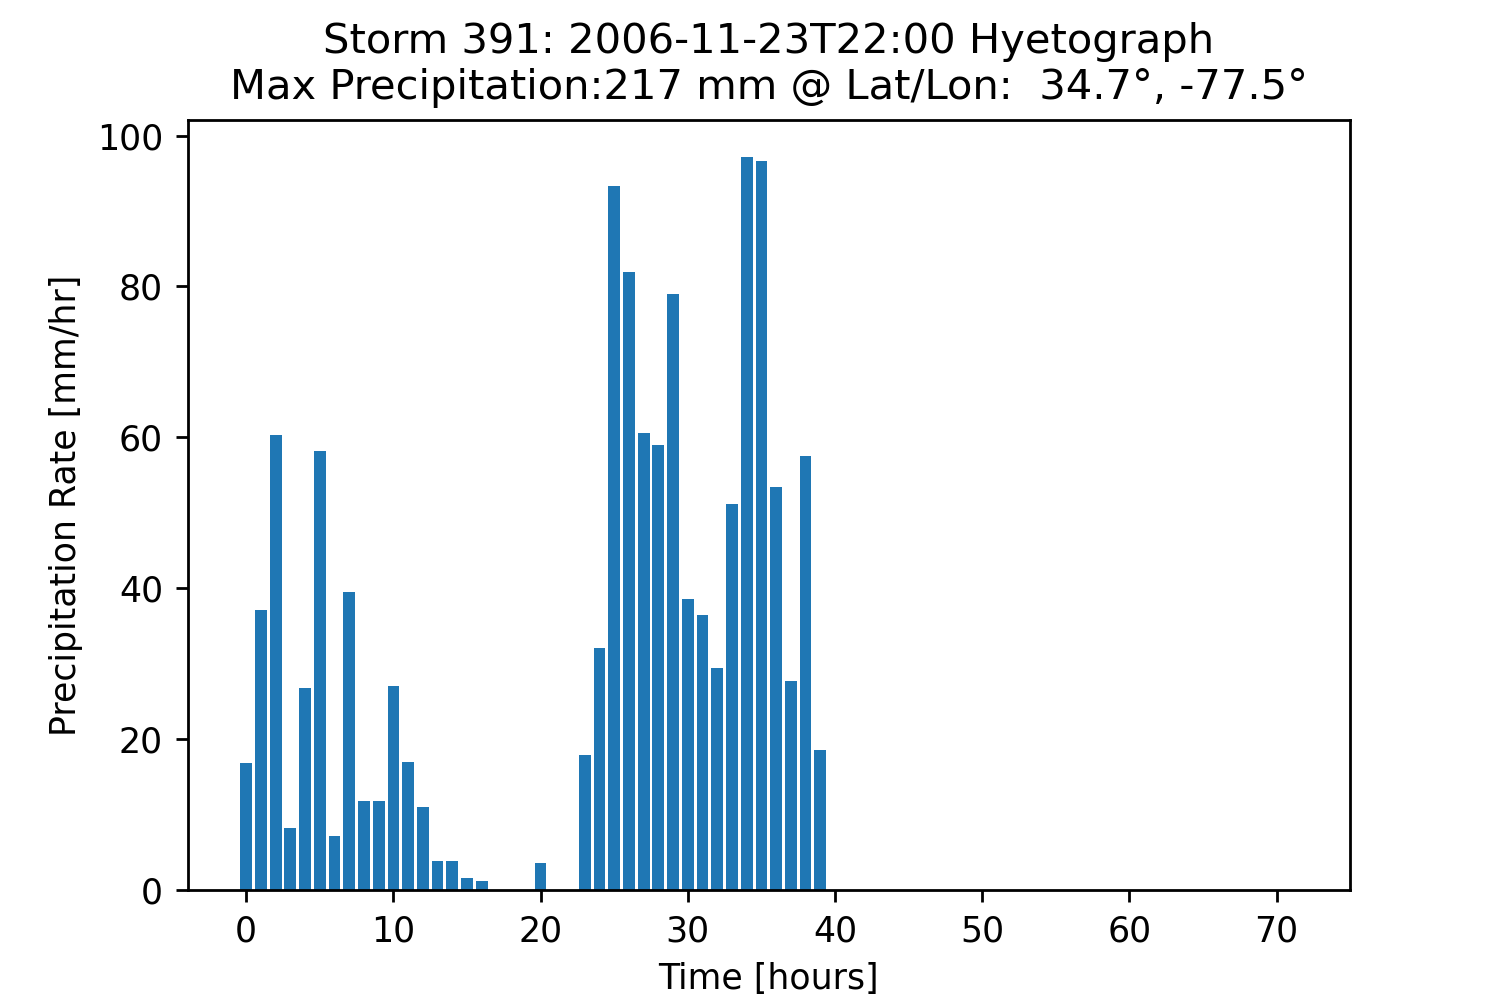 Storm 391: 2006-11-23T22:00 Hyetograph
Max Precipitation:217 mm @ Lat/Lon:  34.7°, -77.5°
100
80
60
40
20
0
Precipitation Rate [mm/hr]
0 10 20 30 40 50 60 70
Time [hours]